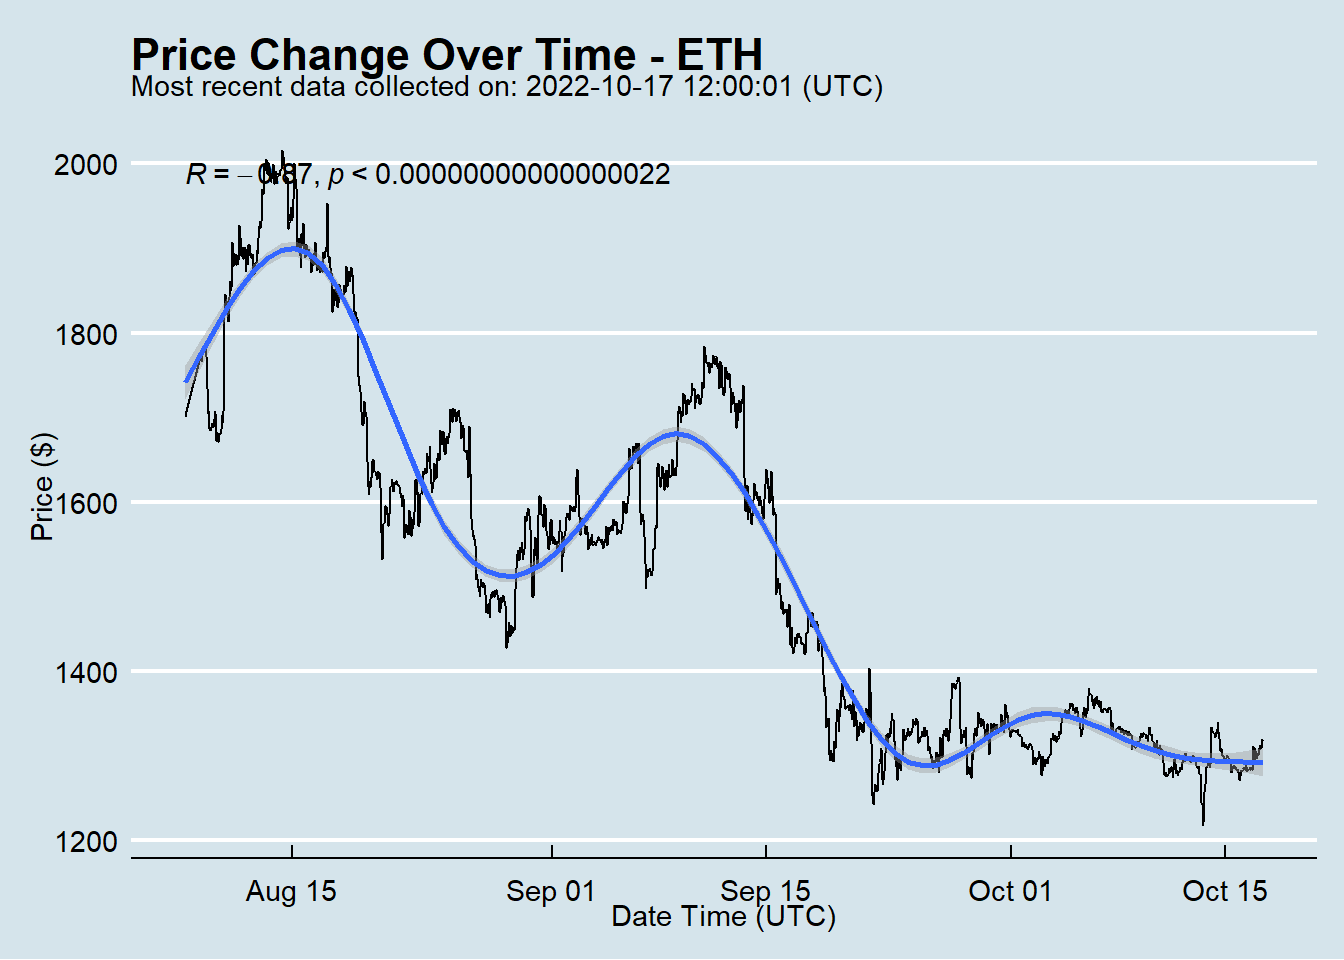 Price Change Over Time - ETH
Most recent data collected on: 2022-10-17 12:00:01 (UTC)
R = −0.87, p < 0.00000000000000022
2000
1800
1600
1400
1200
Price ($)
Aug 15 Sep 01 Sep 15 Oct 01 Oct 15
Date Time (UTC)